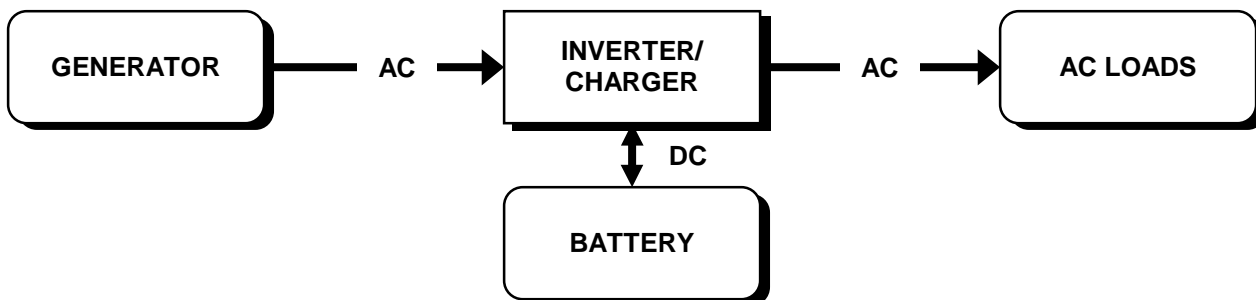 GENERATOR
AC
INVERTER/
CHARGER
AC
AC LOADS
DC
BATTERY